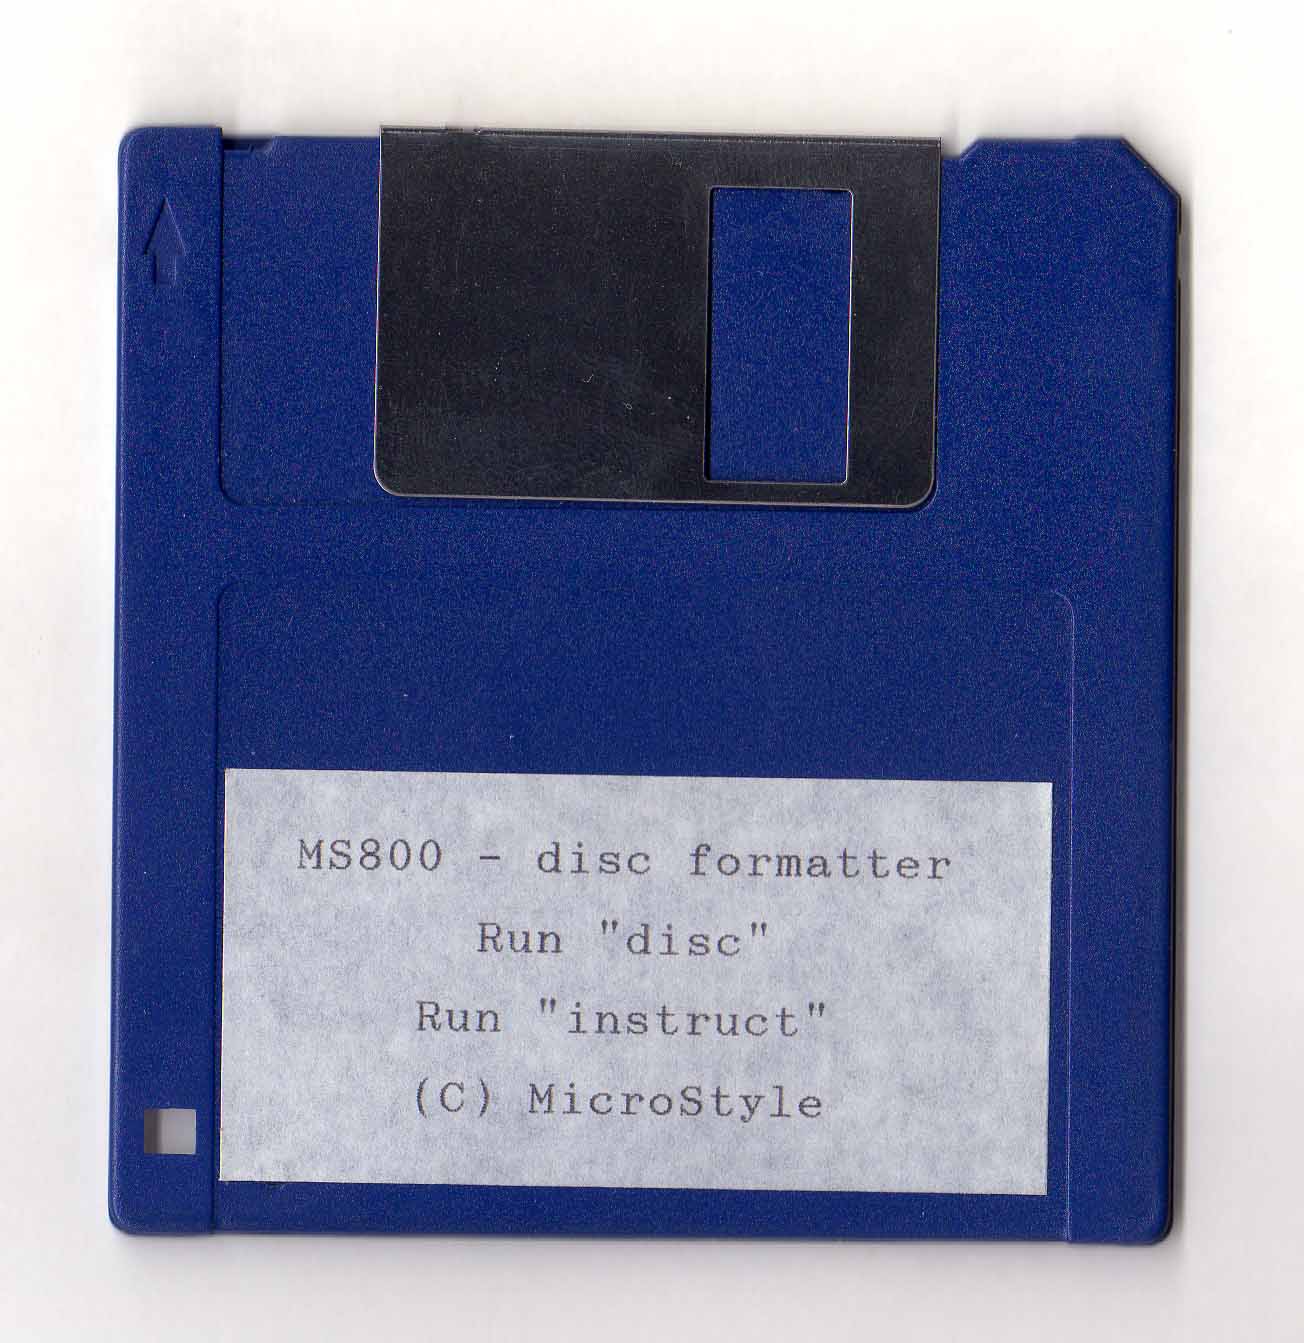 MS800 - disc formatter
Run "disc"
Run "instruct"
(C) MicroStyle